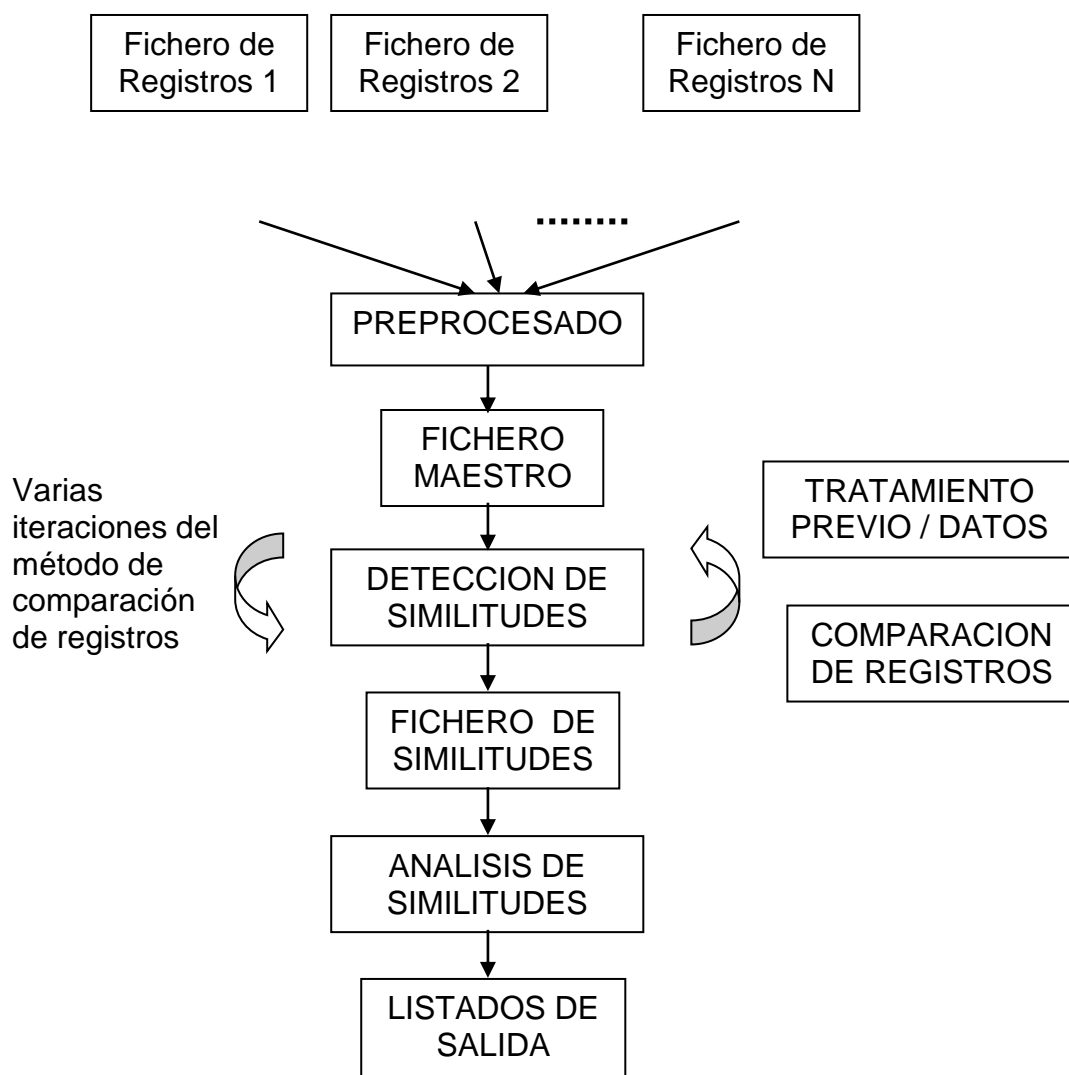 Fichero de
Registros 1
Fichero de
Registros 2
Fichero de
Registros N
........
PREPROCESADO
FICHERO
MAESTRO
Varias
iteraciones del
método de
comparación
de registros
TRATAMIENTO
PREVIO / DATOS
DETECCION DE
SIMILITUDES
COMPARACION
DE REGISTROS
FICHERO DE
SIMILITUDES
ANALISIS DE
SIMILITUDES
LISTADOS DE
SALIDA